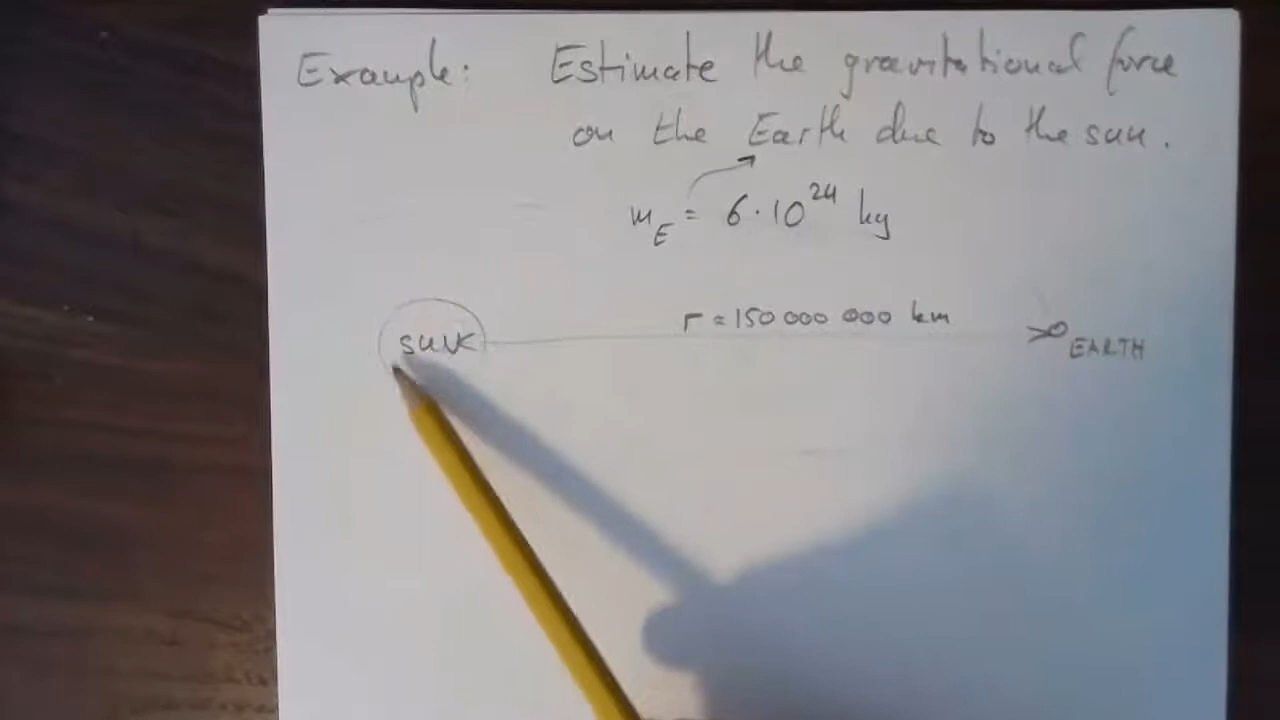 Example: Estimate the gravitational force
on the Earth due to the sun.
m_E = 6·10^24 kg
r = 150 000 000 km
SUN
EARTH